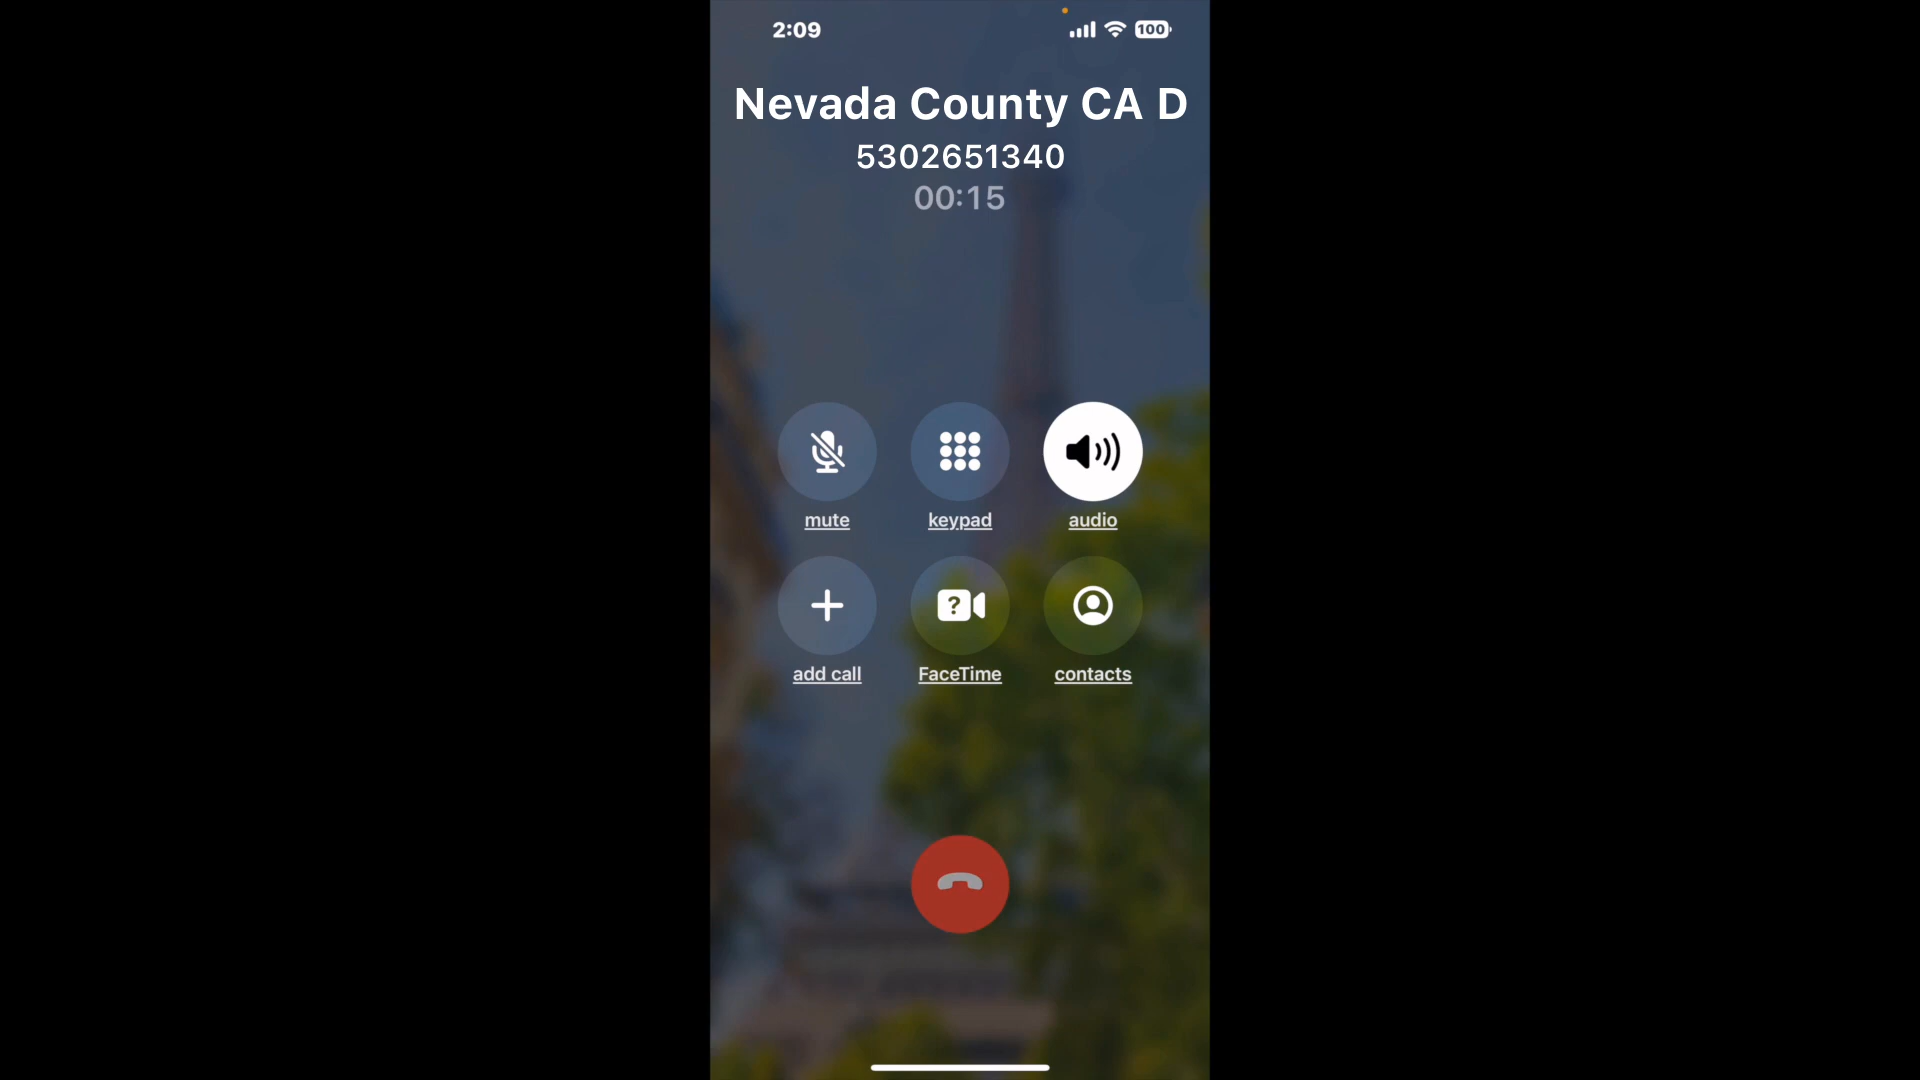 2:09
100
Nevada County CA D
5302651340
00:15
mute
keypad
audio
?
add call
FaceTime
contacts